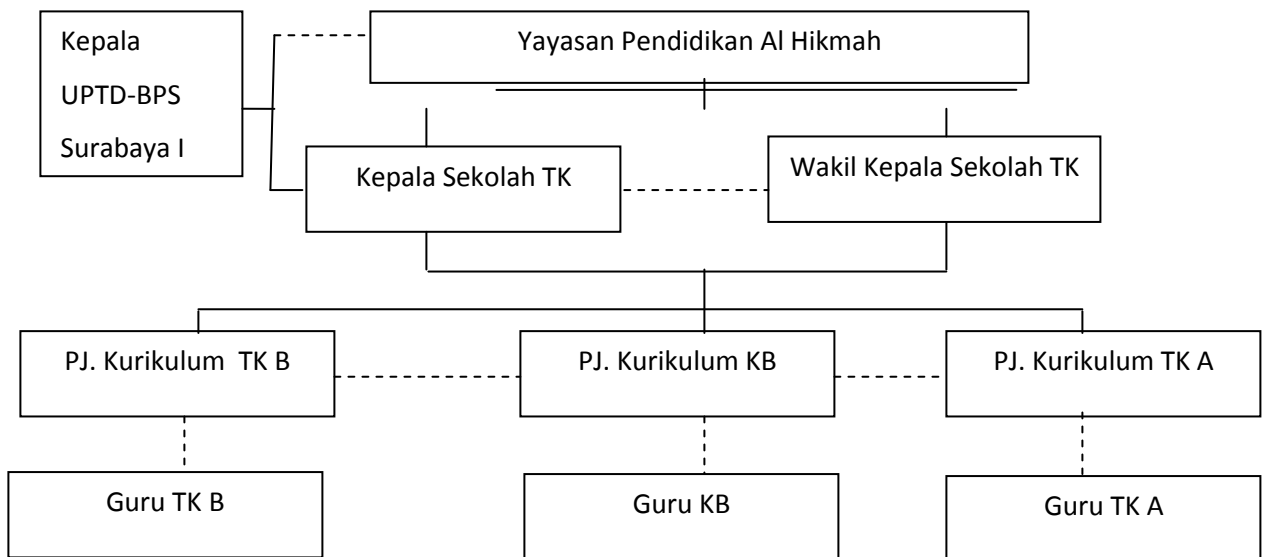 Kepala
UPTD-BPS
Surabaya I
Yayasan Pendidikan Al Hikmah
Kepala Sekolah TK
Wakil Kepala Sekolah TK
PJ. Kurikulum TK B
PJ. Kurikulum KB
PJ. Kurikulum TK A
Guru TK B
Guru KB
Guru TK A